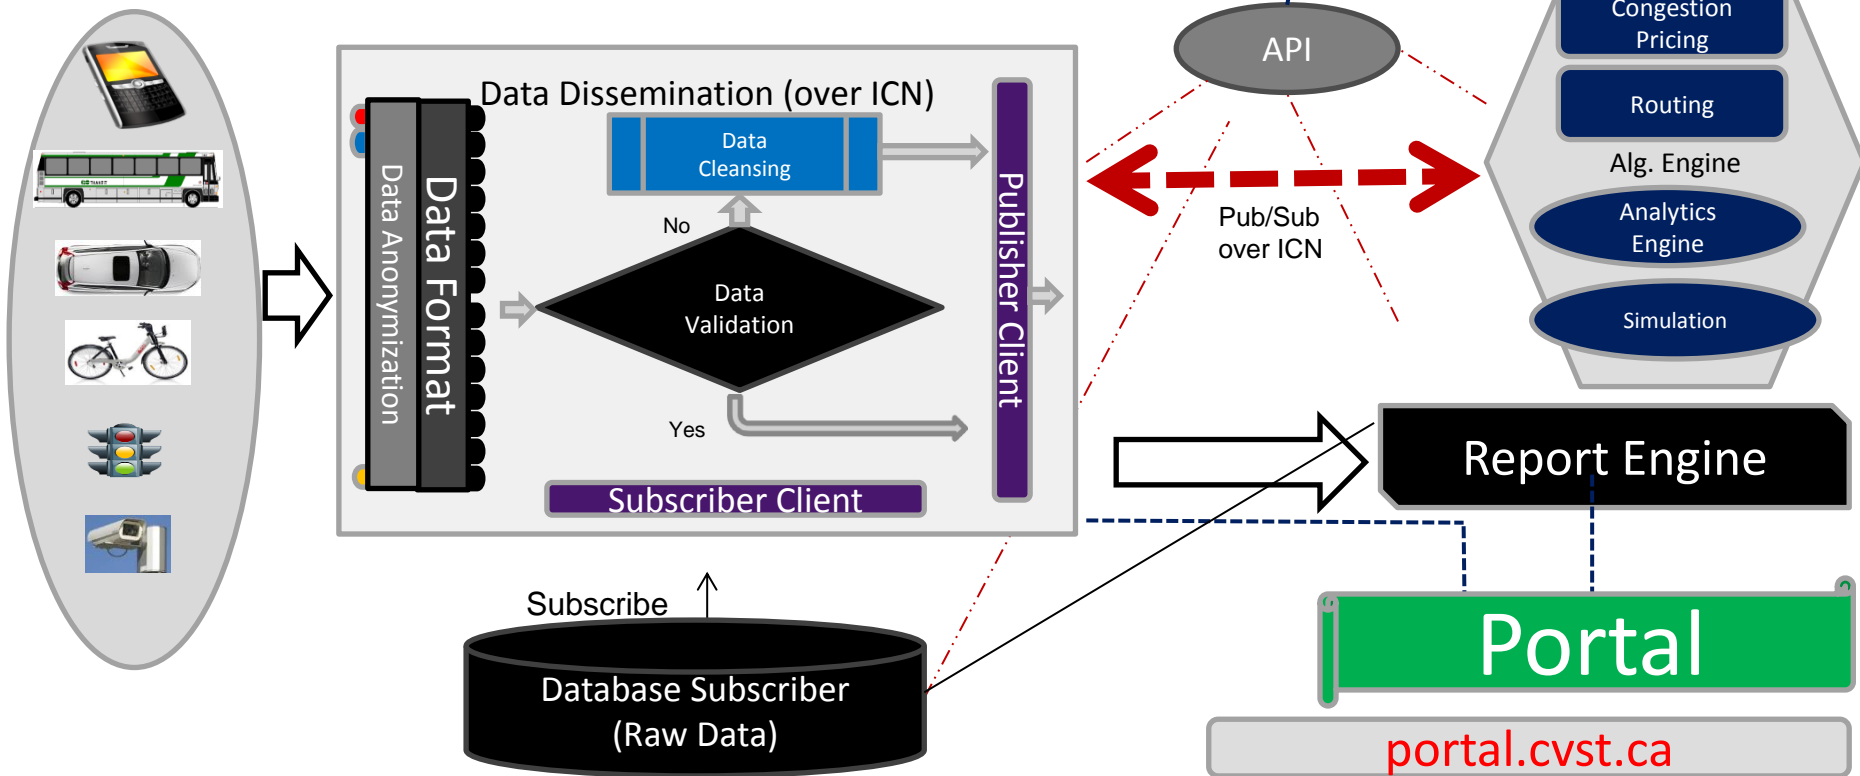 Congestion
Pricing
API
Data Dissemination (over ICN)
Routing
Data
Cleansing
Data Anonymization
Data Format
Publisher Client
Alg. Engine
No
Pub/Sub
over ICN
Analytics
Engine
Data
Validation
Simulation
Yes
Report Engine
Subscriber Client
Subscribe
Portal
Database Subscriber
(Raw Data)
portal.cvst.ca